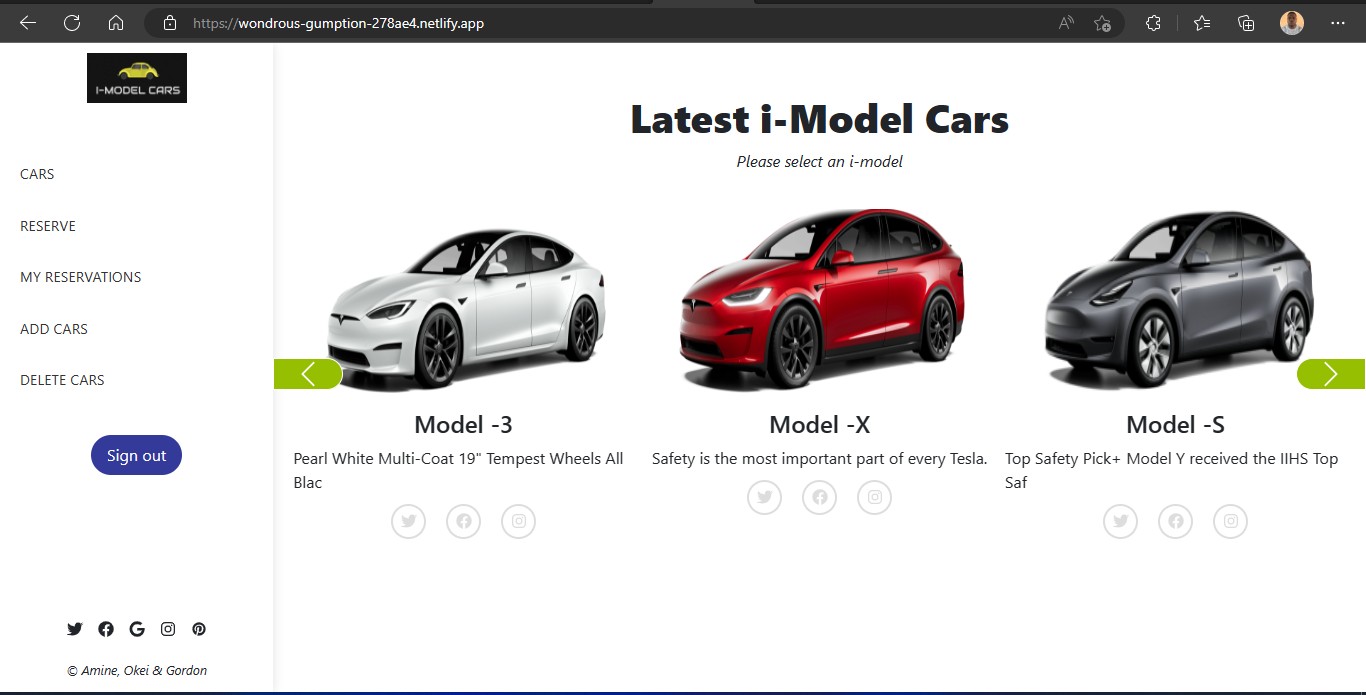 https://wondrous-gumption-278ae4.netlify.app
I-MODEL CARS
CARS
RESERVE
MY RESERVATIONS
ADD CARS
DELETE CARS
Sign out
© Amine, Okei & Gordon
Latest i-Model Cars
Please select an i-model
Model -3
Pearl White Multi-Coat 19" Tempest Wheels All
Blac
Model -X
Safety is the most important part of every Tesla.
Model -S
Top Safety Pick+ Model Y received the IIHS Top
Saf